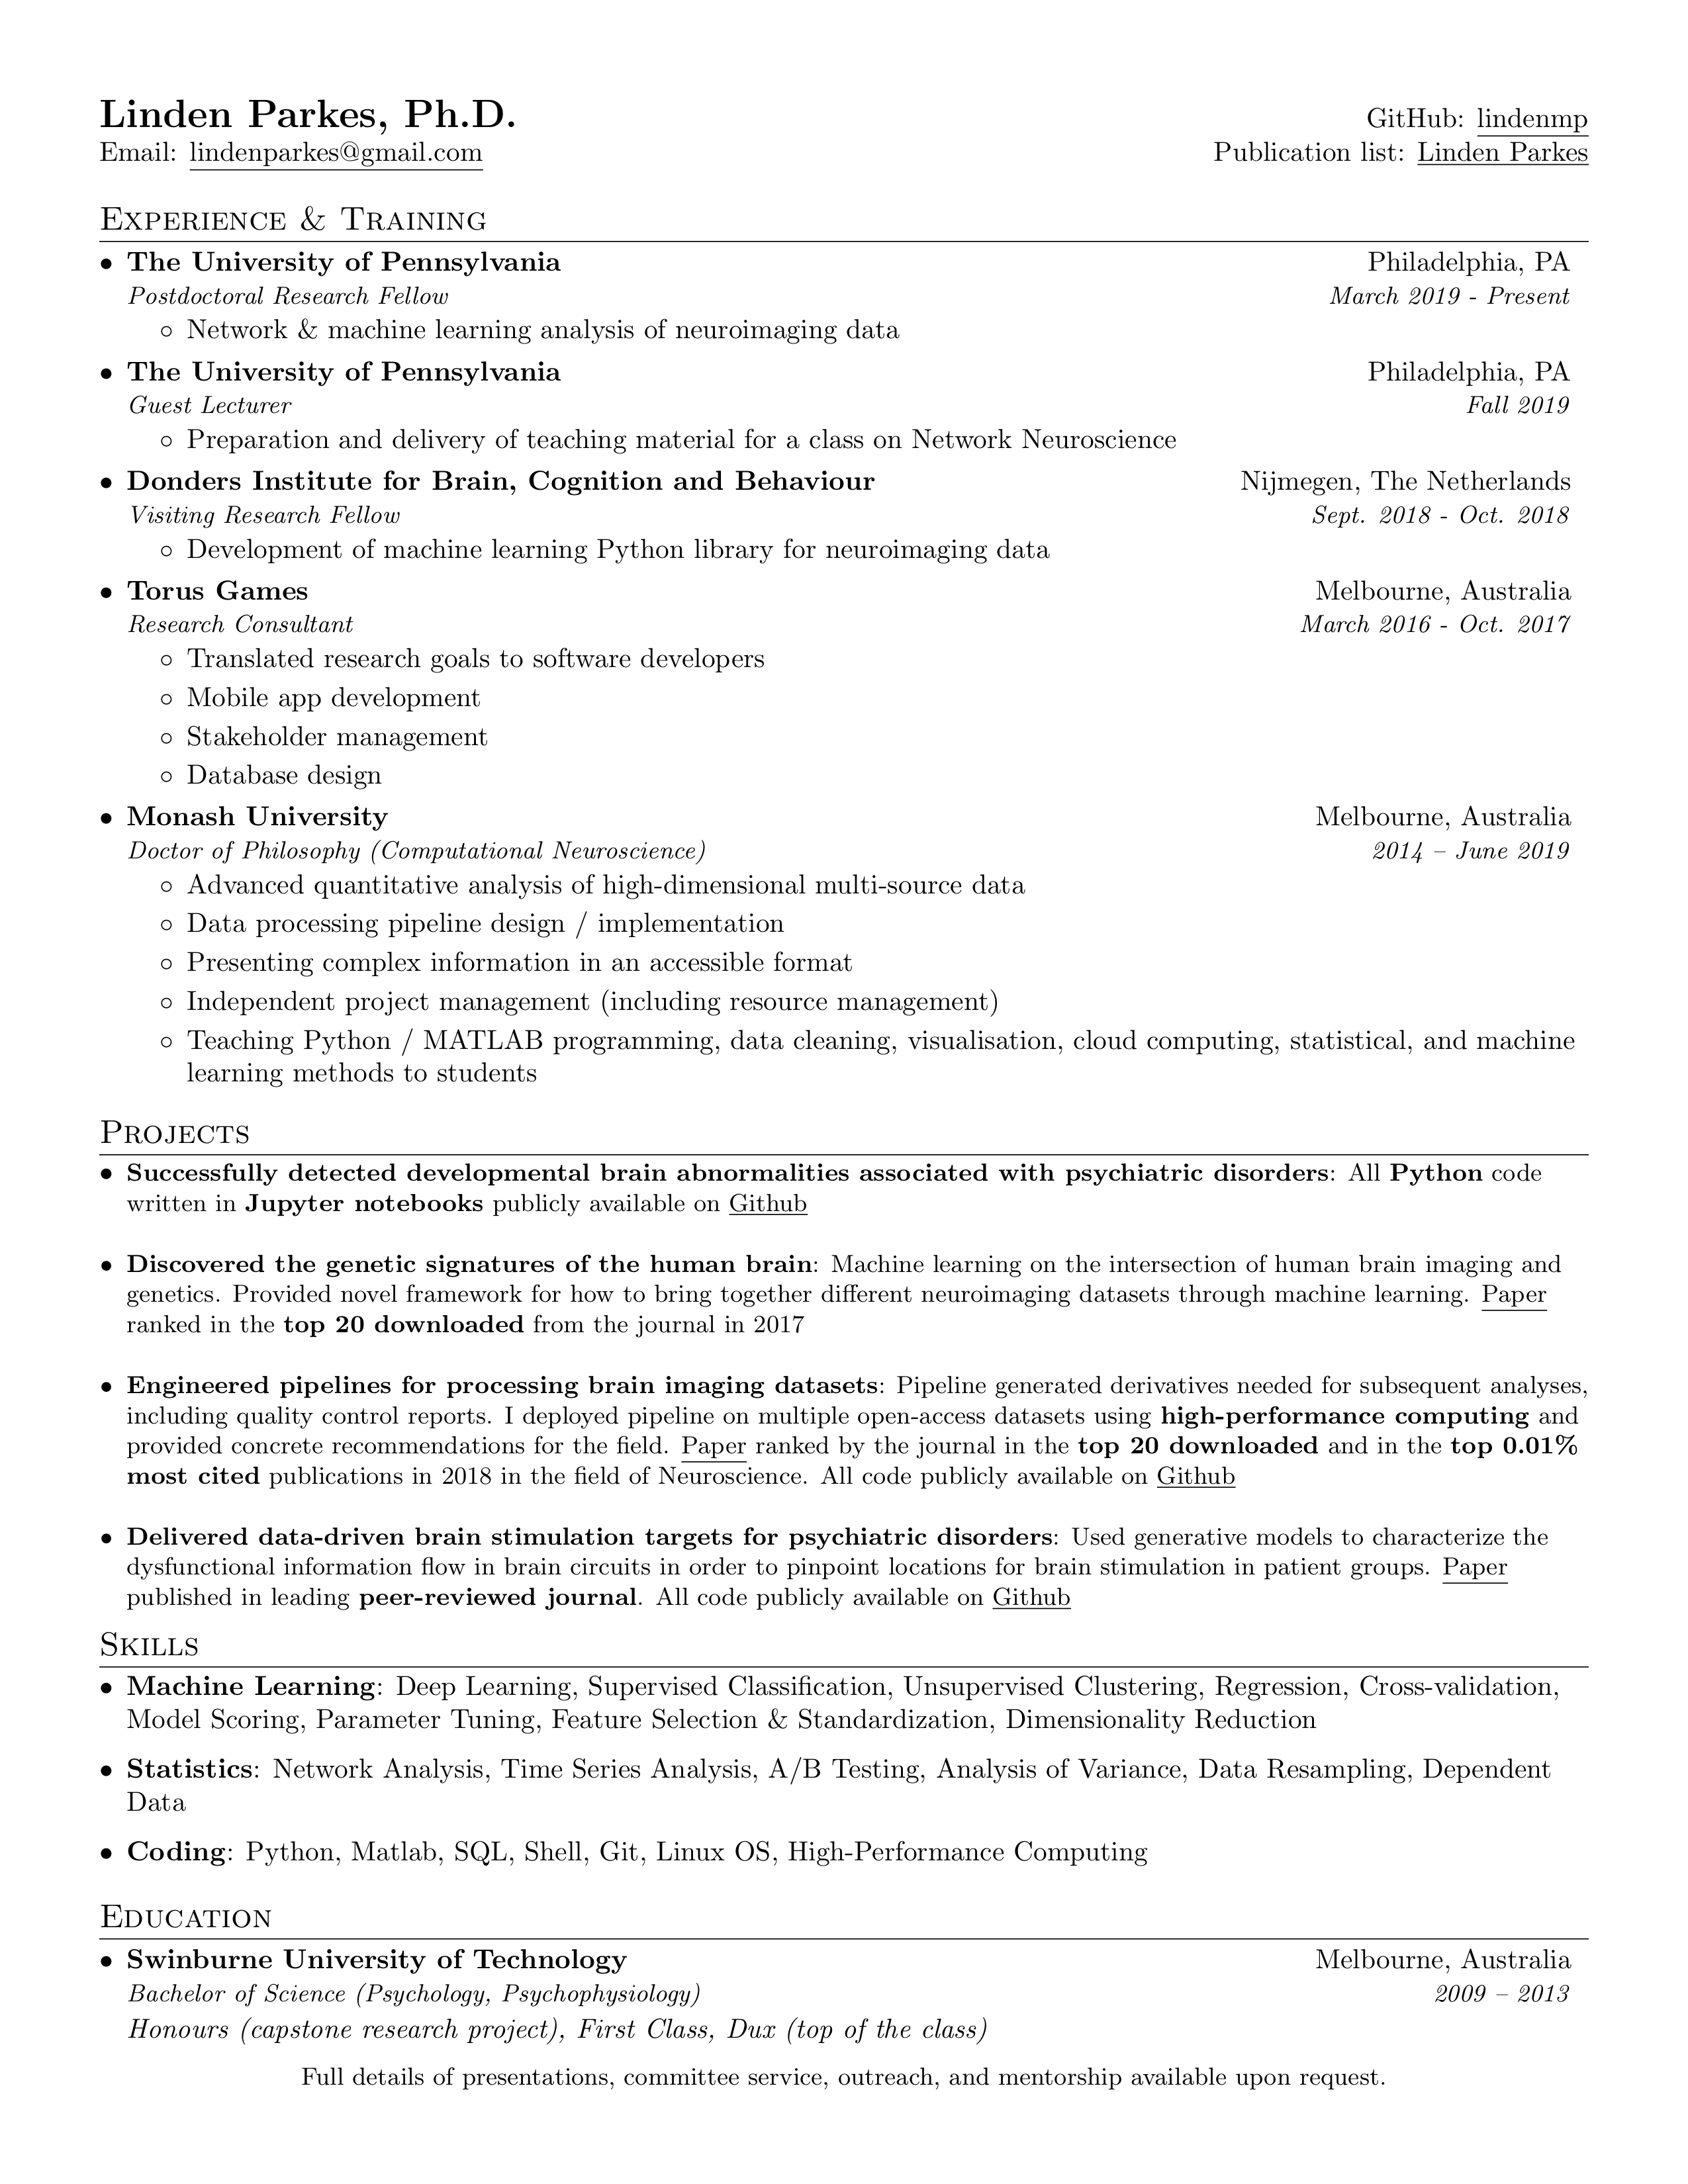 Linden Parkes, Ph.D.
GitHub: lindenmp
Email: lindenparkes@gmail.com
Publication list: Linden Parkes
Experience & Training
• The University of Pennsylvania Philadelphia, PA
Postdoctoral Research Fellow March 2019 - Present
◦ Network & machine learning analysis of neuroimaging data
• The University of Pennsylvania Philadelphia, PA
Guest Lecturer Fall 2019
◦ Preparation and delivery of teaching material for a class on Network Neuroscience
• Donders Institute for Brain, Cognition and Behaviour Nijmegen, The Netherlands
Visiting Research Fellow Sept. 2018 - Oct. 2018
◦ Development of machine learning Python library for neuroimaging data
• Torus Games Melbourne, Australia
Research Consultant March 2016 - Oct. 2017
◦ Translated research goals to software developers
◦ Mobile app development
◦ Stakeholder management
◦ Database design
• Monash University Melbourne, Australia
Doctor of Philosophy (Computational Neuroscience) 2014 – June 2019
◦ Advanced quantitative analysis of high-dimensional multi-source data
◦ Data processing pipeline design / implementation
◦ Presenting complex information in an accessible format
◦ Independent project management (including resource management)
◦ Teaching Python / MATLAB programming, data cleaning, visualisation, cloud computing, statistical, and machine
learning methods to students
Projects
• Successfully detected developmental brain abnormalities associated with psychiatric disorders: All Python code
written in Jupyter notebooks publicly available on Github
• Discovered the genetic signatures of the human brain: Machine learning on the intersection of human brain imaging and
genetics. Provided novel framework for how to bring together different neuroimaging datasets through machine learning. Paper
ranked in the top 20 downloaded from the journal in 2017
• Engineered pipelines for processing brain imaging datasets: Pipeline generated derivatives needed for subsequent analyses,
including quality control reports. I deployed pipeline on multiple open-access datasets using high-performance computing and
provided concrete recommendations for the field. Paper ranked by the journal in the top 20 downloaded and in the top 0.01%
most cited publications in 2018 in the field of Neuroscience. All code publicly available on Github
• Delivered data-driven brain stimulation targets for psychiatric disorders: Used generative models to characterize the
dysfunctional information flow in brain circuits in order to pinpoint locations for brain stimulation in patient groups. Paper
published in leading peer-reviewed journal. All code publicly available on Github
Skills
• Machine Learning: Deep Learning, Supervised Classification, Unsupervised Clustering, Regression, Cross-validation,
Model Scoring, Parameter Tuning, Feature Selection & Standardization, Dimensionality Reduction
• Statistics: Network Analysis, Time Series Analysis, A/B Testing, Analysis of Variance, Data Resampling, Dependent
Data
• Coding: Python, Matlab, SQL, Shell, Git, Linux OS, High-Performance Computing
Education
• Swinburne University of Technology Melbourne, Australia
Bachelor of Science (Psychology, Psychophysiology) 2009 – 2013
Honours (capstone research project), First Class, Dux (top of the class)
Full details of presentations, committee service, outreach, and mentorship available upon request.